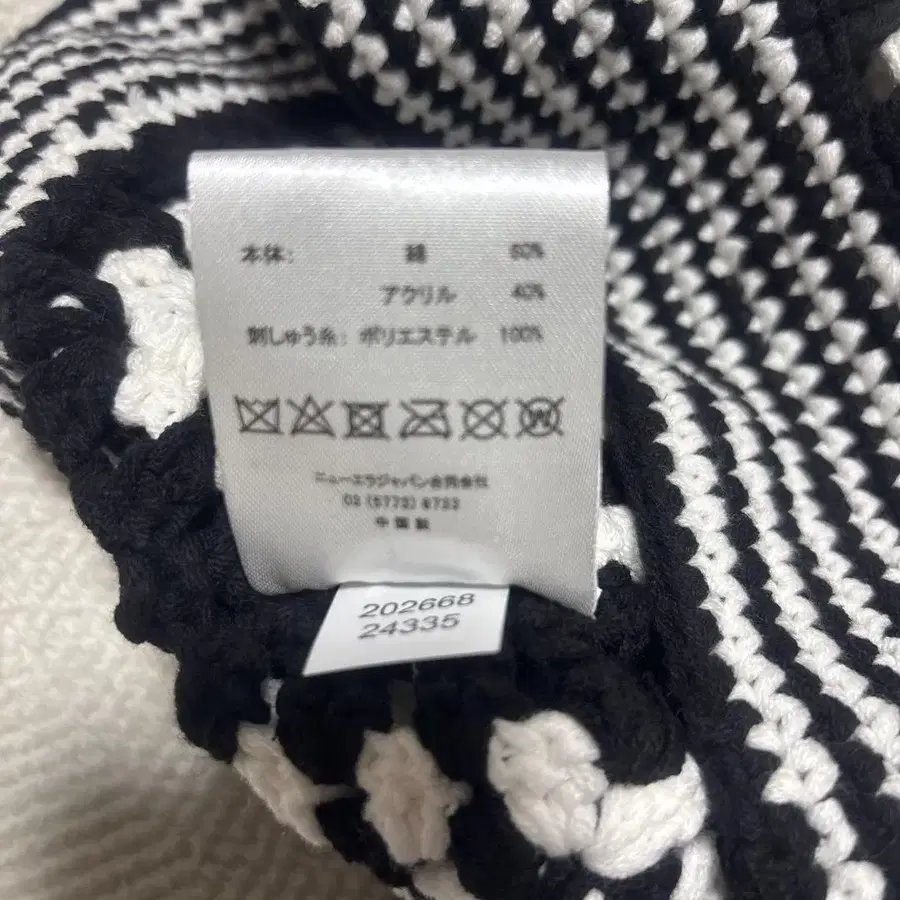 本体: 綿 60%
アクリル 40%
刺しゅう糸: ポリエステル 100%
ニューエラジャパン合同会社
03 (5773) 8733
中国製
202668
24335